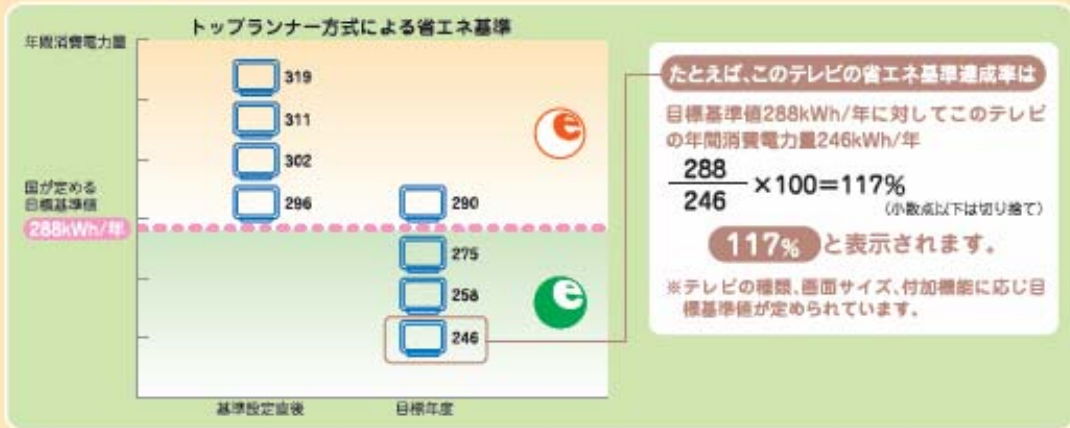 トップランナー方式による省エネ基準
年間消費電力量
319
311
302
296
国が定める
目標基準値
288kWh/年
290
275
258
246
e
e
基準設定直後
目標年度
たとえば、このテレビの省エネ基準達成率は
目標基準値288kWh/年に対してこのテレビ
の年間消費電力量246kWh/年
288
246
×100=117%
(小数点以下は切り捨て)
117% と表示されます。
※テレビの種類、画面サイズ、付加機能に応じ目
標基準値が定められています。